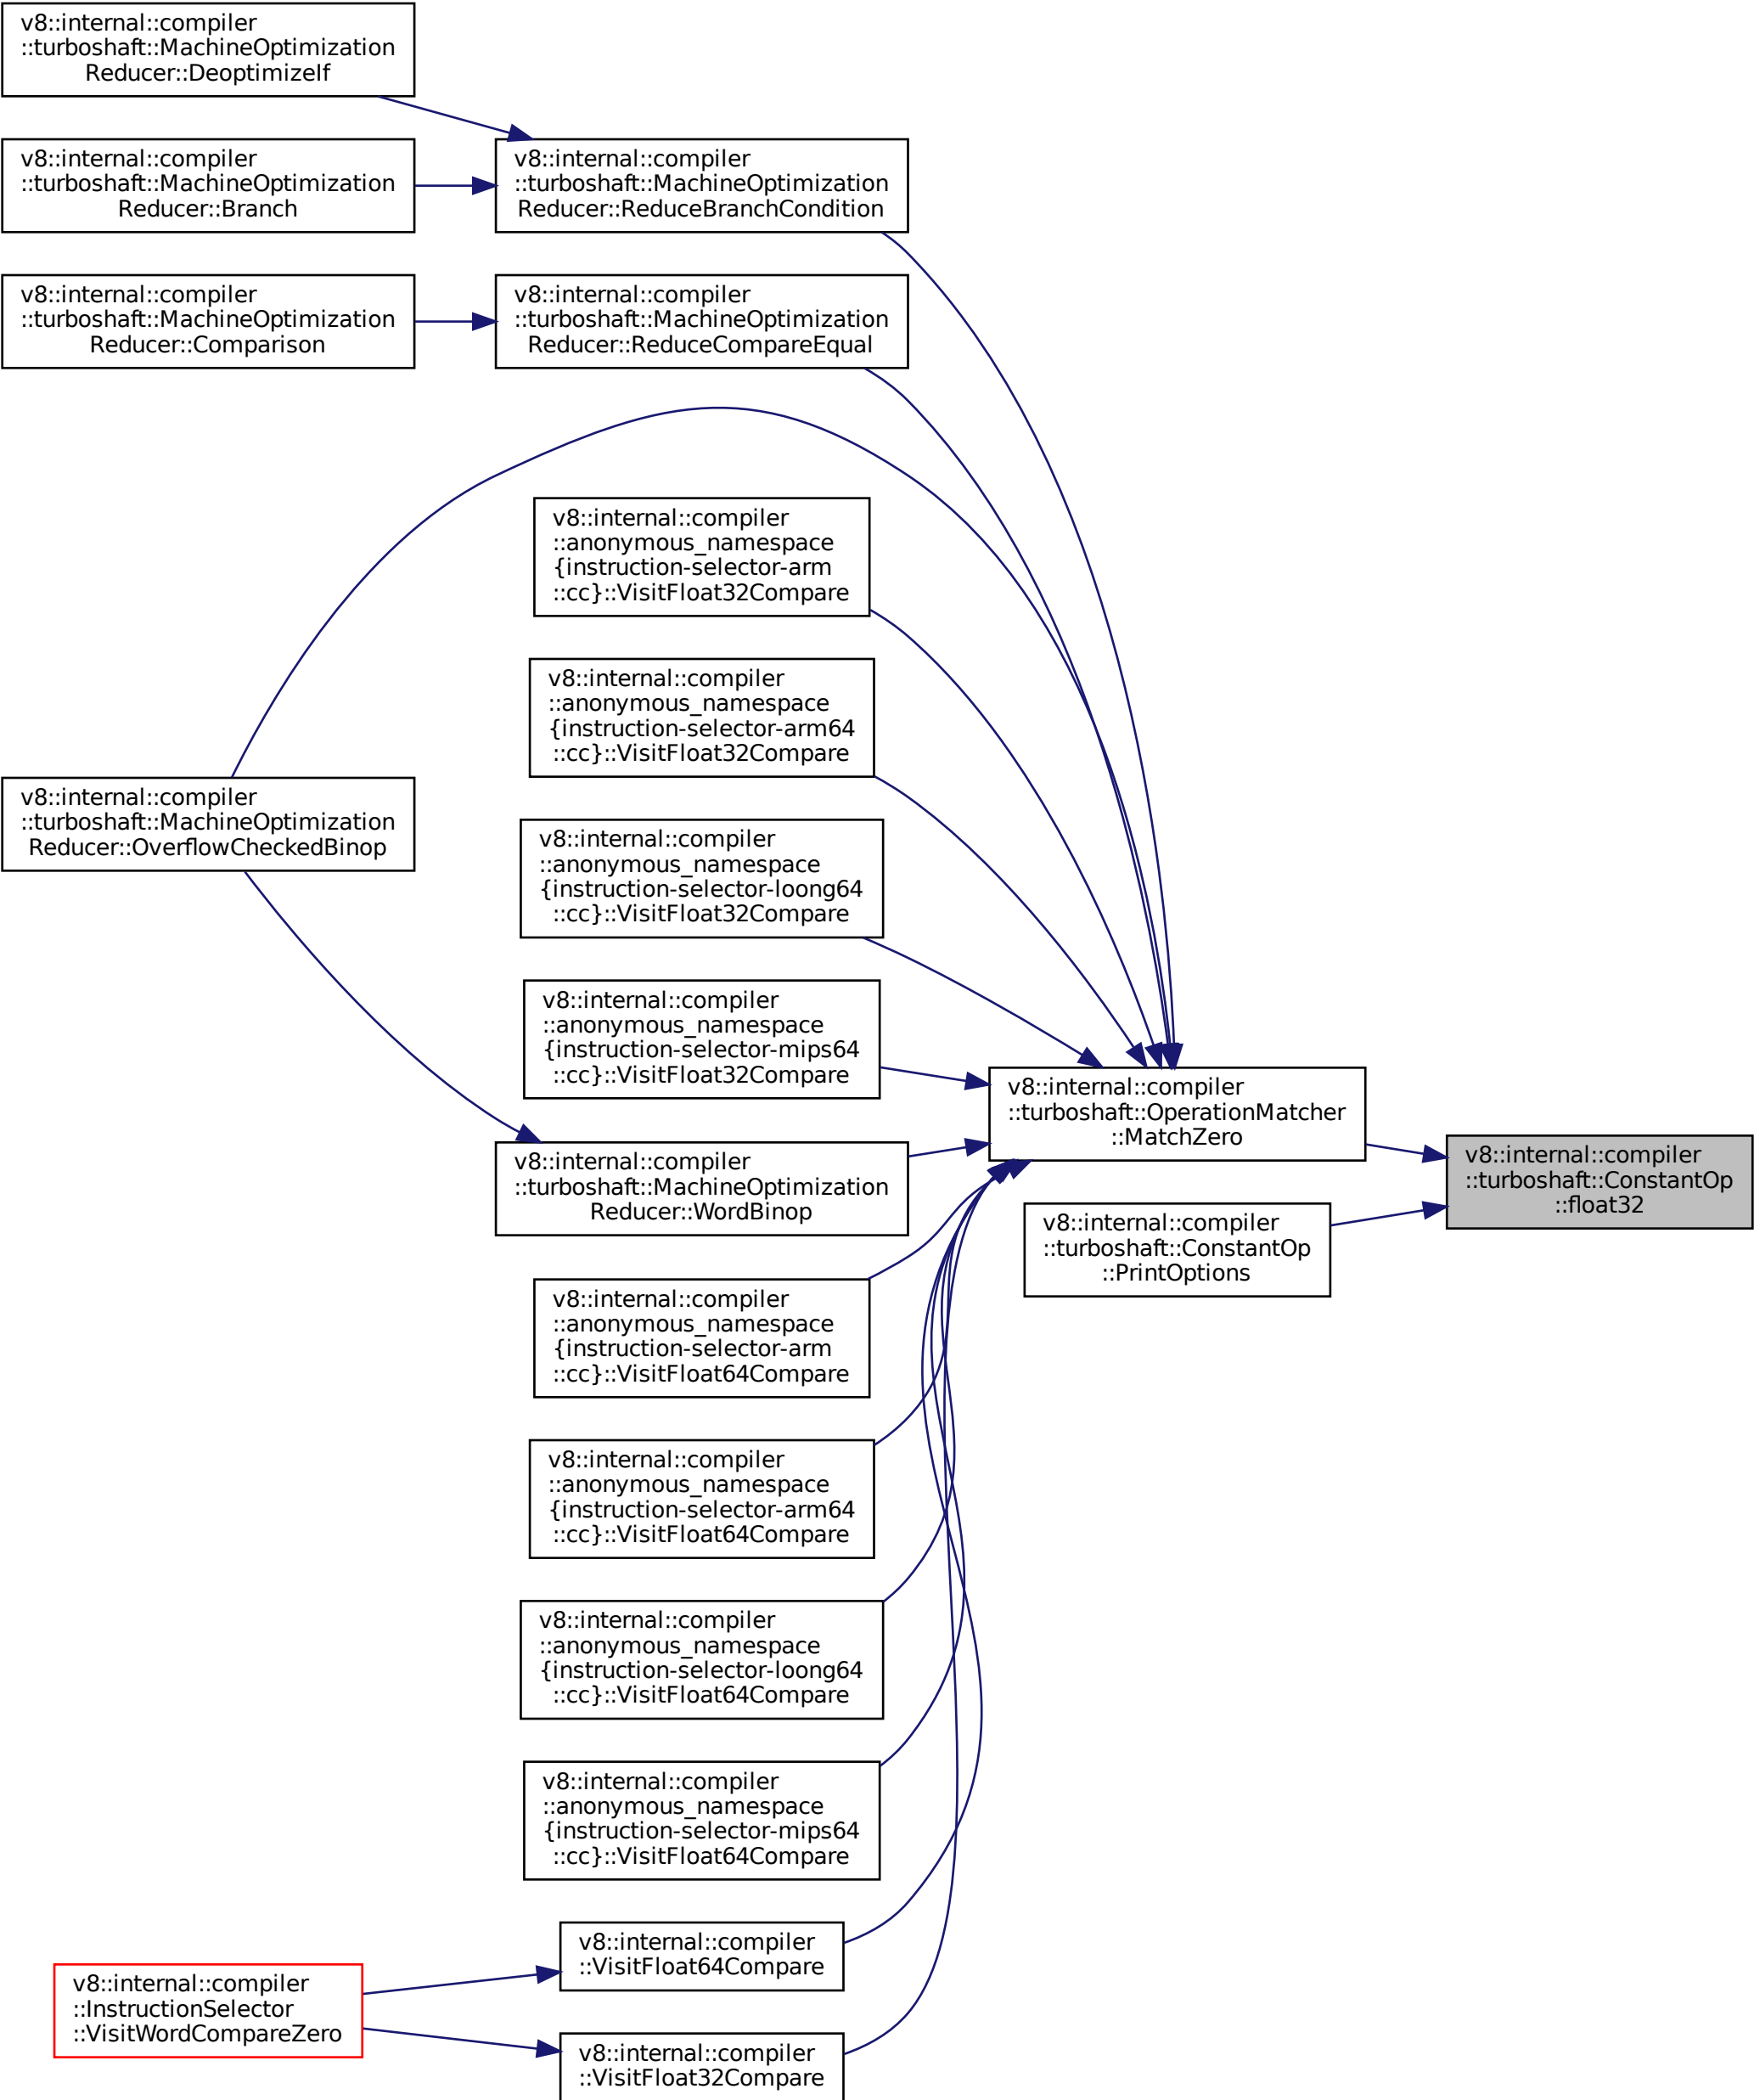 v8::internal::compiler
::turboshaft::MachineOptimization
Reducer::DeoptimizeIf
v8::internal::compiler
::turboshaft::MachineOptimization
Reducer::Branch
v8::internal::compiler
::turboshaft::MachineOptimization
Reducer::ReduceBranchCondition
v8::internal::compiler
::turboshaft::MachineOptimization
Reducer::Comparison
v8::internal::compiler
::turboshaft::MachineOptimization
Reducer::ReduceCompareEqual
v8::internal::compiler
::anonymous_namespace
{instruction-selector-arm
::cc}::VisitFloat32Compare
v8::internal::compiler
::anonymous_namespace
{instruction-selector-arm64
::cc}::VisitFloat32Compare
v8::internal::compiler
::turboshaft::MachineOptimization
Reducer::OverflowCheckedBinop
v8::internal::compiler
::anonymous_namespace
{instruction-selector-loong64
::cc}::VisitFloat32Compare
v8::internal::compiler
::anonymous_namespace
{instruction-selector-mips64
::cc}::VisitFloat32Compare
v8::internal::compiler
::turboshaft::OperationMatcher
::MatchZero
v8::internal::compiler
::turboshaft::ConstantOp
::float32
v8::internal::compiler
::turboshaft::MachineOptimization
Reducer::WordBinop
v8::internal::compiler
::turboshaft::ConstantOp
::PrintOptions
v8::internal::compiler
::anonymous_namespace
{instruction-selector-arm
::cc}::VisitFloat64Compare
v8::internal::compiler
::anonymous_namespace
{instruction-selector-arm64
::cc}::VisitFloat64Compare
v8::internal::compiler
::anonymous_namespace
{instruction-selector-loong64
::cc}::VisitFloat64Compare
v8::internal::compiler
::anonymous_namespace
{instruction-selector-mips64
::cc}::VisitFloat64Compare
v8::internal::compiler
::VisitFloat64Compare
v8::internal::compiler
::InstructionSelector
::VisitWordCompareZero
v8::internal::compiler
::VisitFloat32Compare